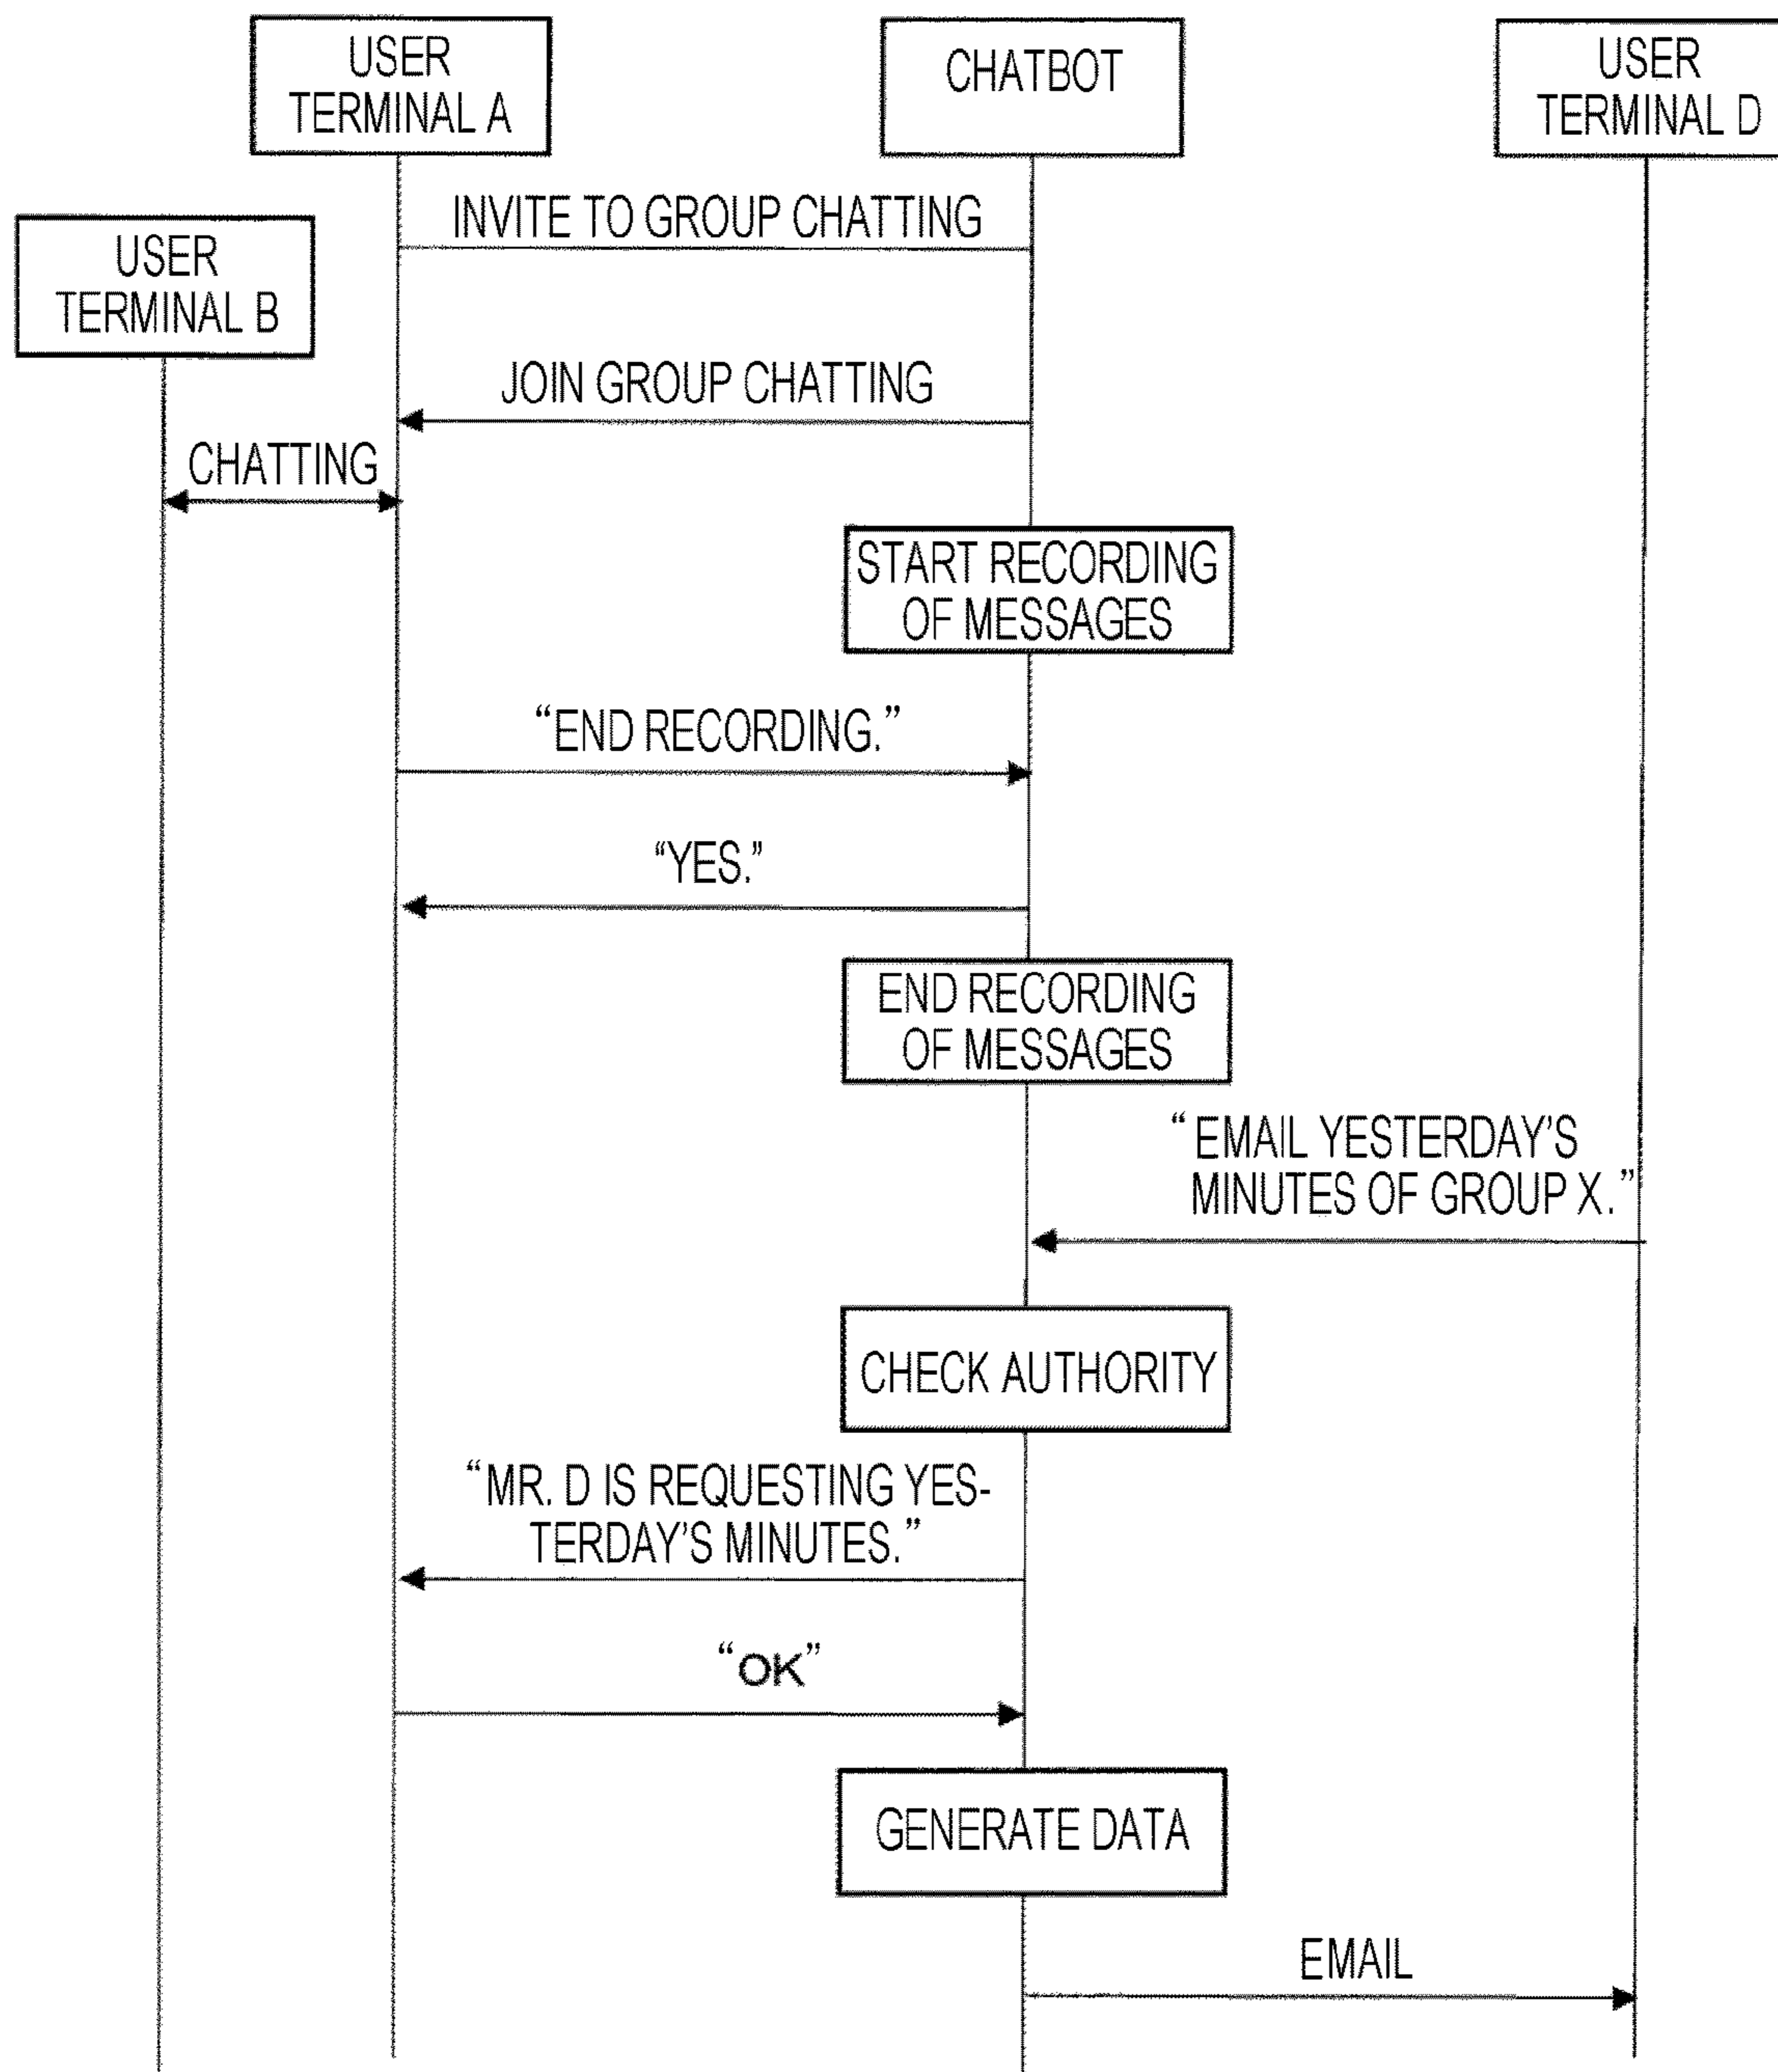 USER
TERMINAL A
CHATBOT
USER
TERMINAL D
INVITE TO GROUP CHATTING
USER
TERMINAL B
JOIN GROUP CHATTING
CHATTING
START RECORDING
OF MESSAGES
“END RECORDING.”
“YES.”
END RECORDING
OF MESSAGES
“EMAIL YESTERDAY’S
MINUTES OF GROUP X.”
CHECK AUTHORITY
“MR. D IS REQUESTING YES-
TERDAY’S MINUTES.”
“OK”
GENERATE DATA
EMAIL